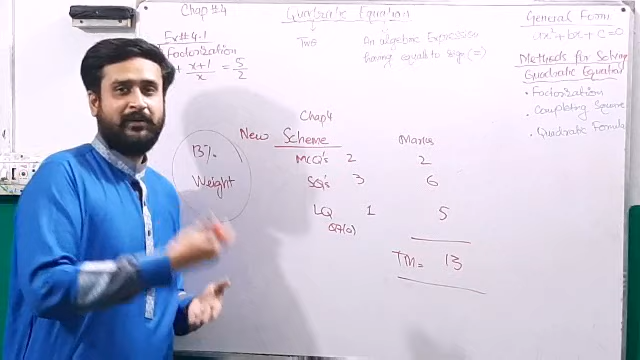 Chap #4
Quadratic Equation
General Form
ax²+bx+c=0
Ex# 4.1
Factorization
+ x+1/x = 5/2
Two
An algebraic Expression
having equals to sign (=)
Methods for Solving
Quadratic Equation
• Factorization
• Completing Square
• Quadratic Formula
Chap 4
New Scheme
Marks
13%
Weight
MCQ's 2 2
SQ's 3 6
LQ 1 5
TM = 13